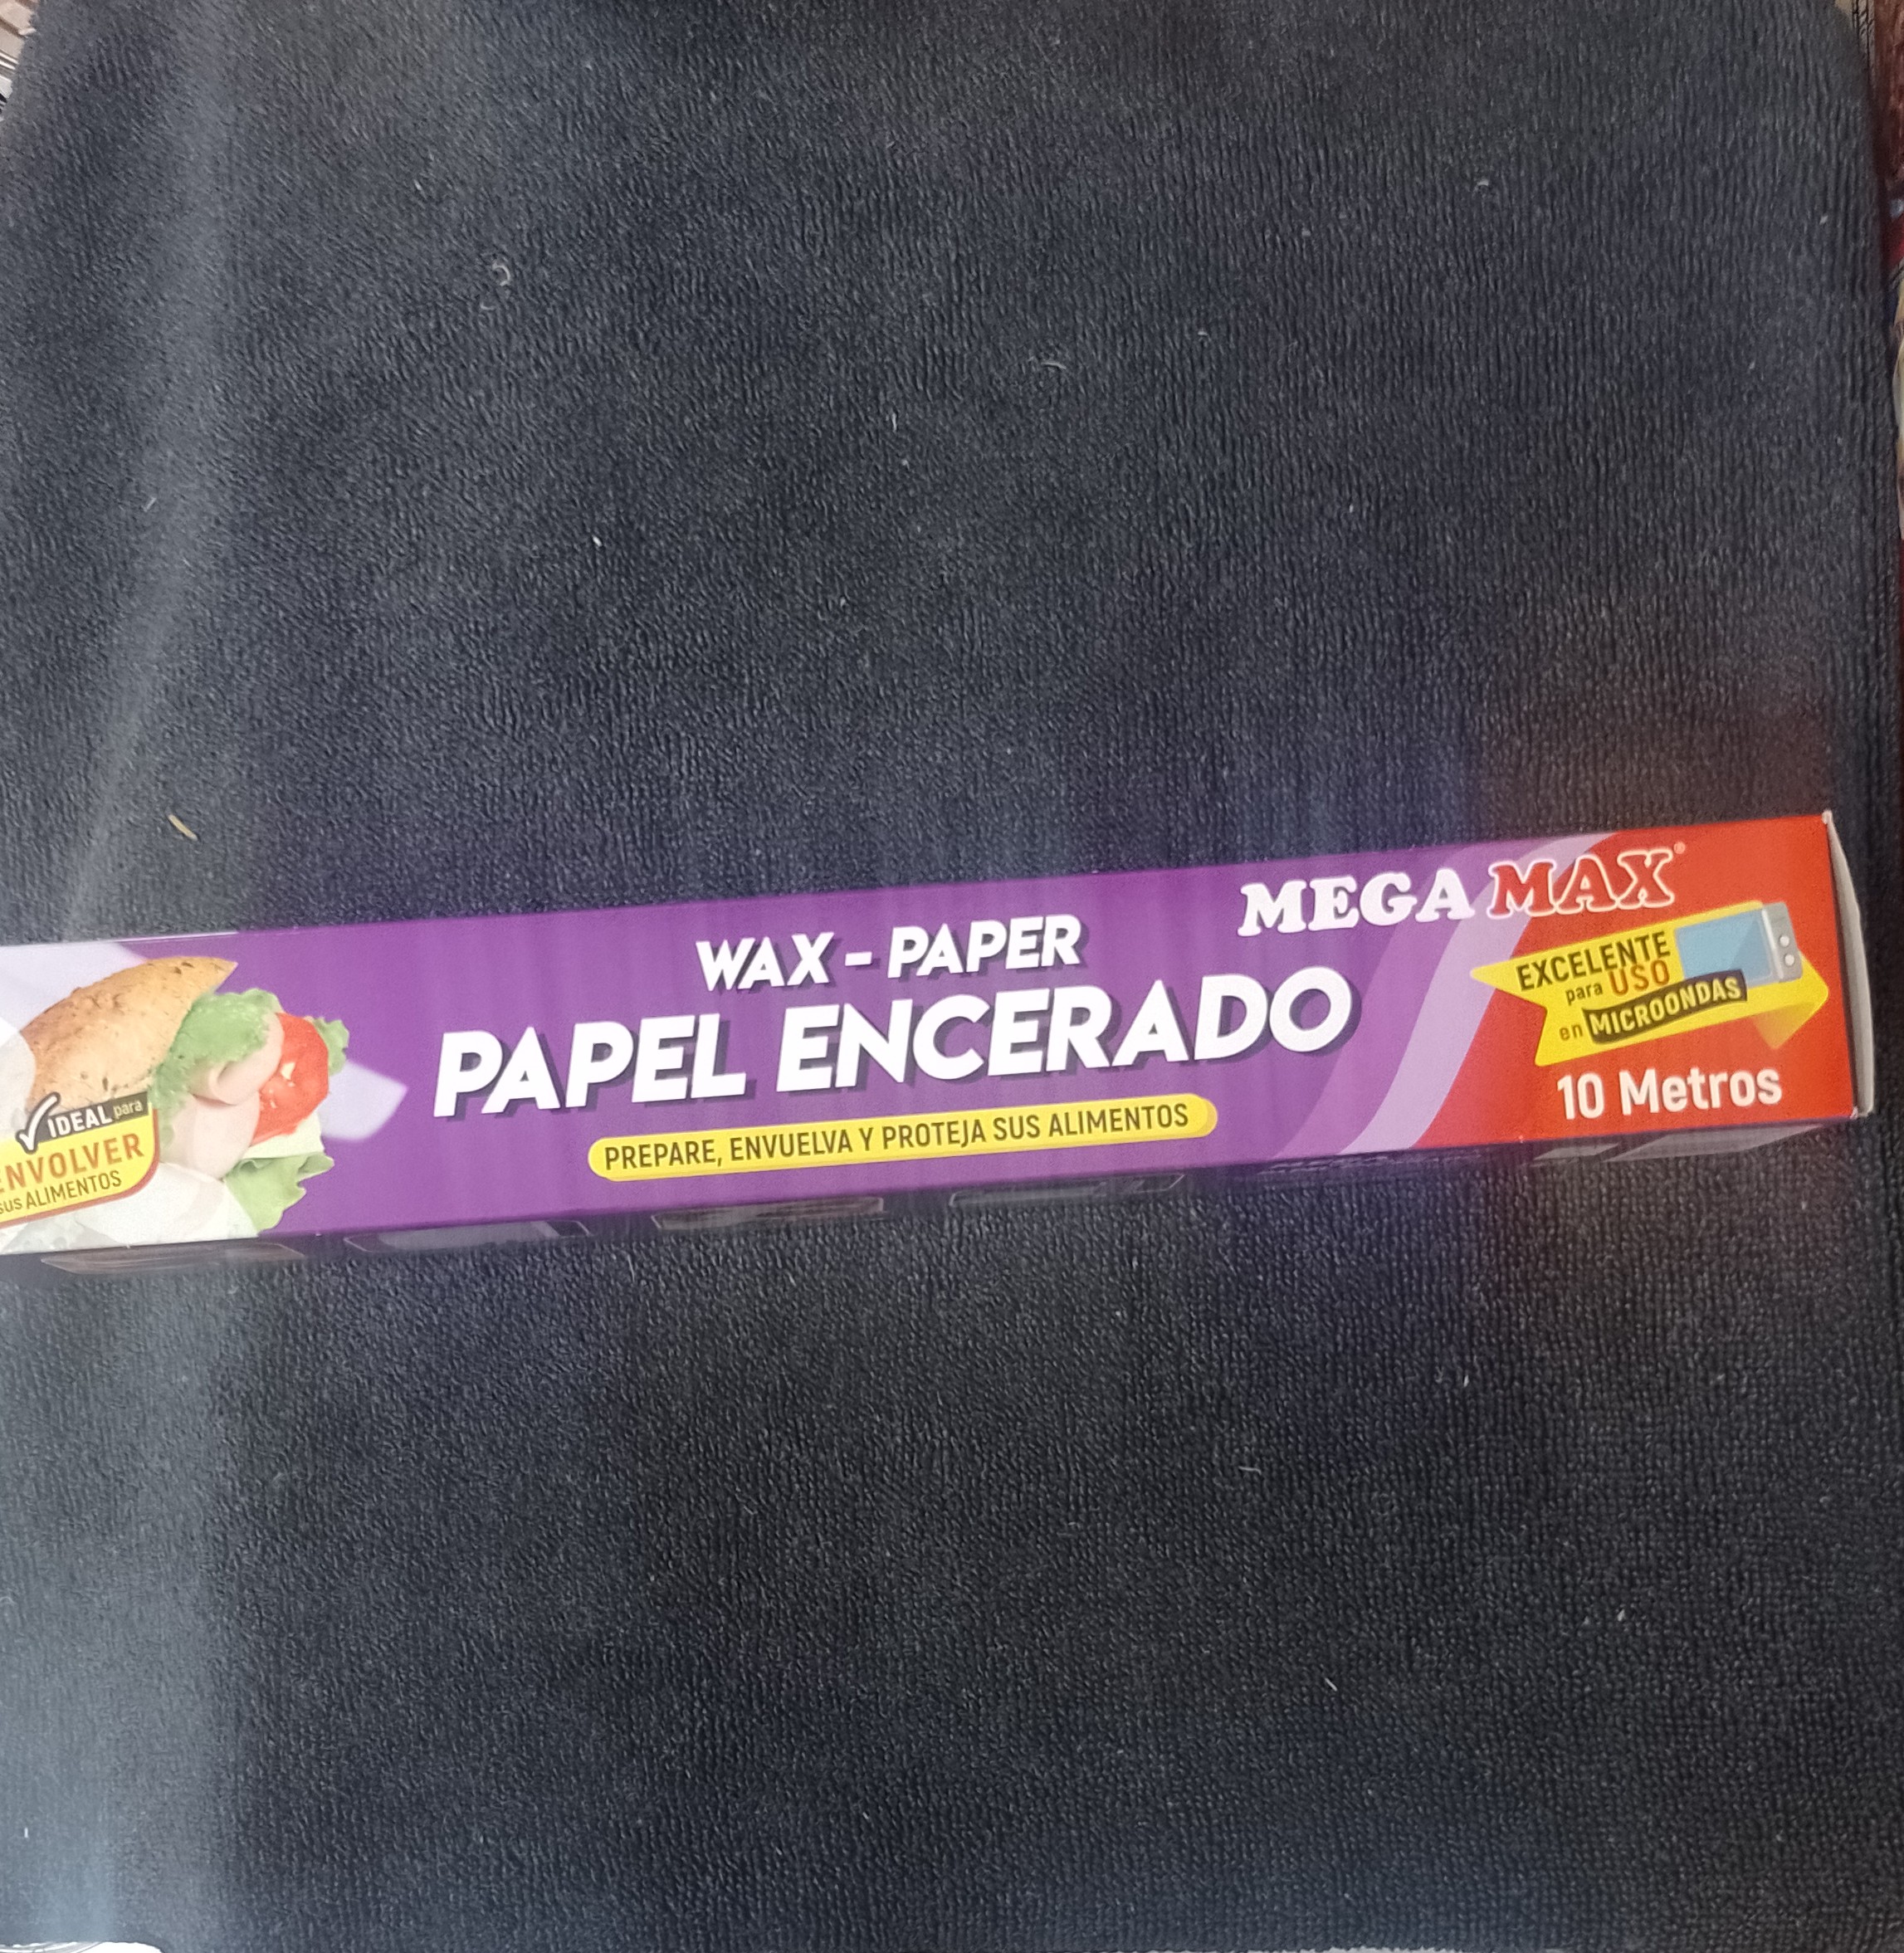 IDEAL para
ENVOLVER
sus ALIMENTOS
WAX - PAPER
PAPEL ENCERADO
PREPARE, ENVUELVA Y PROTEJA SUS ALIMENTOS
MEGA MAX®
EXCELENTE
para USO
en MICROONDAS
10 Metros